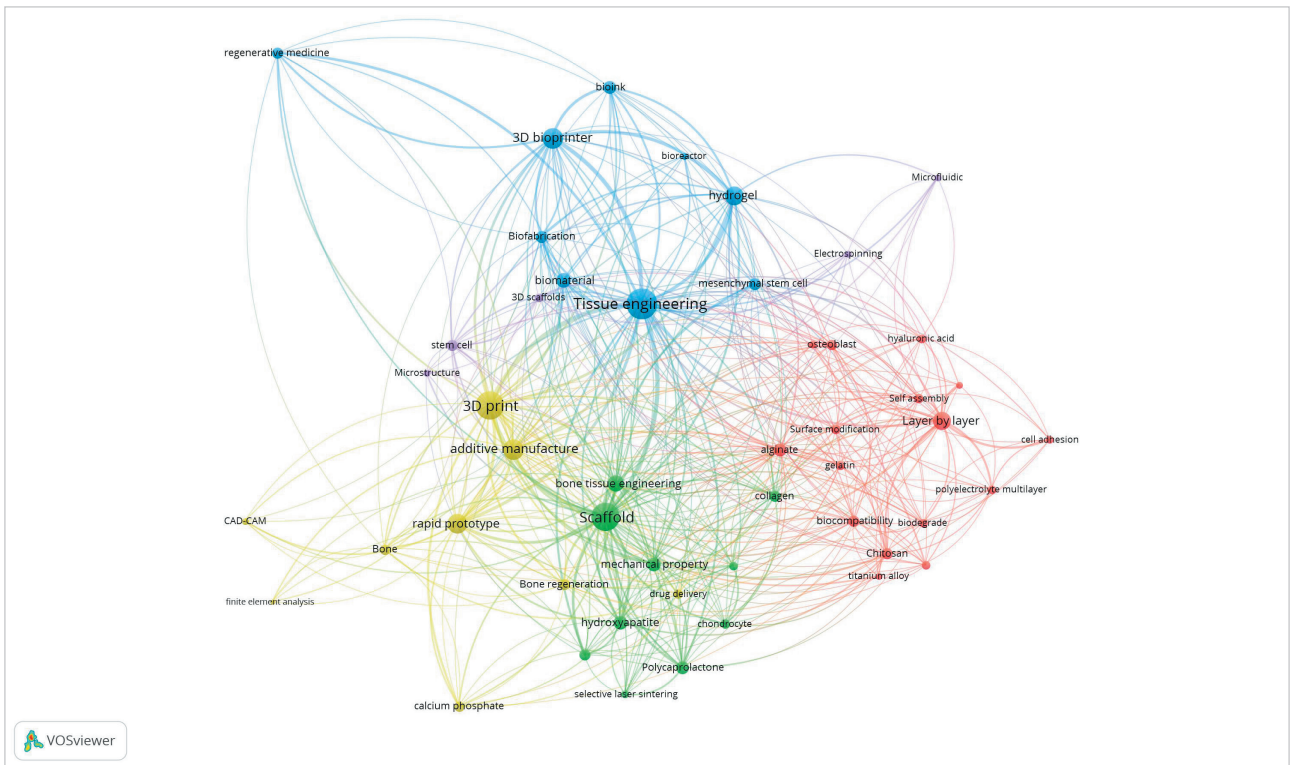 regenerative medicine
bioink
3D bioprinter
bioreactor
Microfluidic
hydrogel
Biofabrication
Electrospinning
biomaterial
mesenchymal stem cell
3D scaffolds
Tissue engineering
stem cell
osteoblast
hyaluronic acid
Microstructure
3D print
Self assembly
Layer by layer
Surface modification
cell adhesion
additive manufacture
alginate
gelatin
bone tissue engineering
polyelectrolyte multilayer
collagen
Scaffold
CAD-CAM
rapid prototype
biocompatibility
biodegrade
Bone
Chitosan
mechanical property
titanium alloy
Bone regeneration
drug delivery
finite element analysis
hydroxyapatite
chondrocyte
Polycaprolactone
selective laser sintering
calcium phosphate
VOSviewer